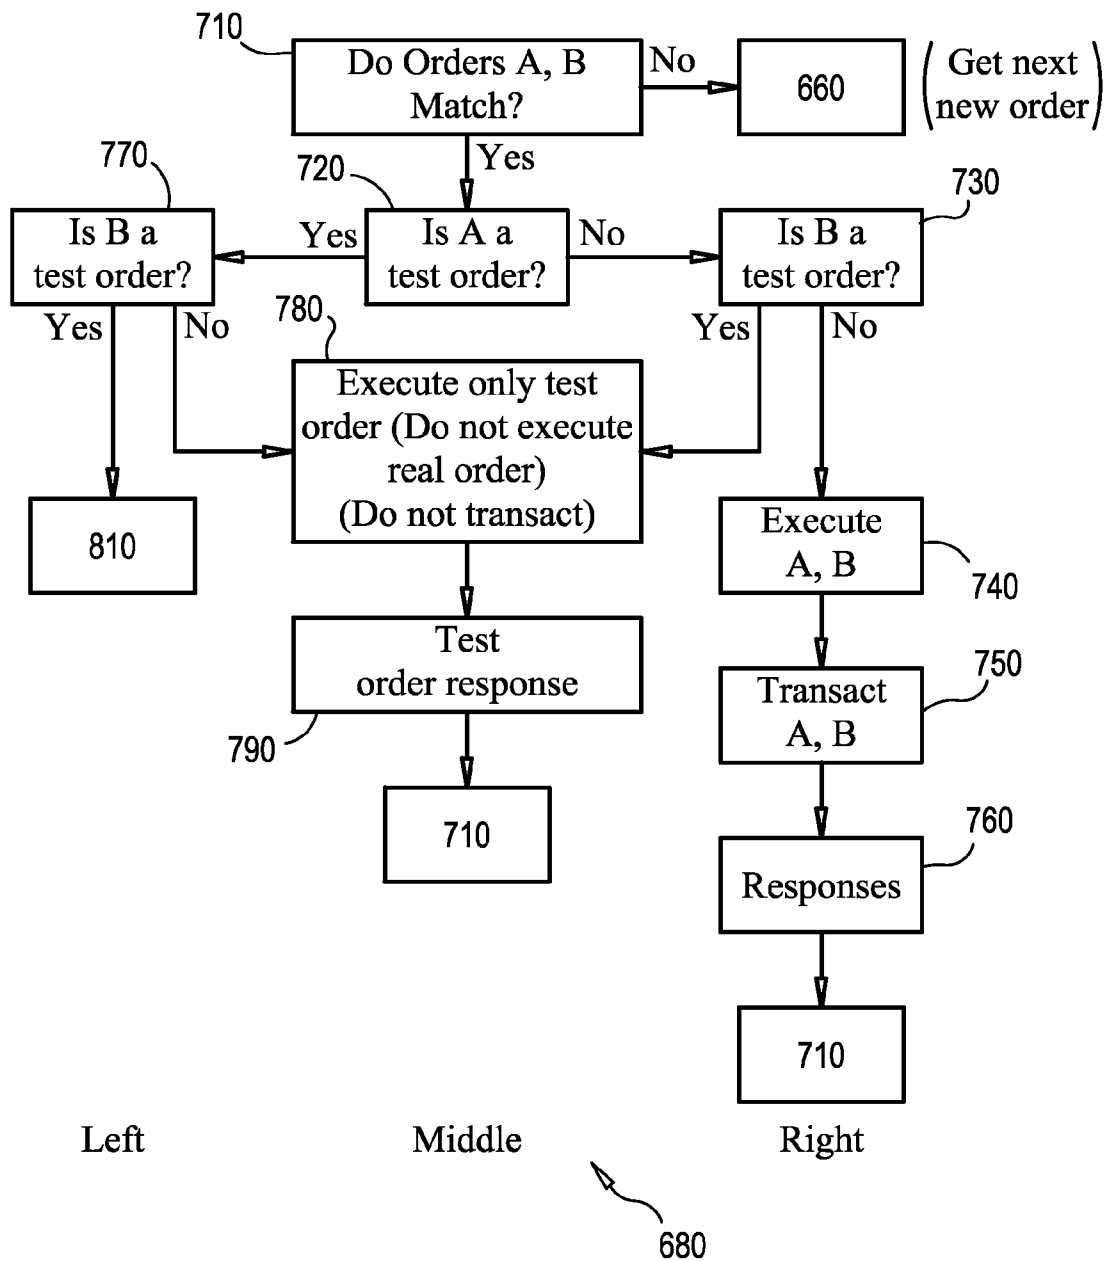 710
Do Orders A, B
Match?
No
660
(Get next
new order)
Yes
770
720
730
Is B a
test order?
Yes
Is A a
test order?
No
Is B a
test order?
Yes
No
780
Yes
No
Execute only test
order (Do not execute
real order)
(Do not transact)
810
Execute
A, B
740
Test
order response
790
Transact
A, B
750
710
760
Responses
710
Left
Middle
Right
680